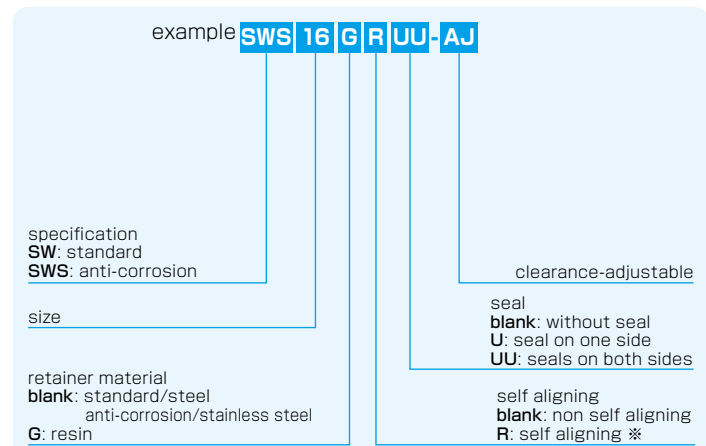 example SWS 16 G R UU - AJ
specification
SW: standard
SWS: anti-corrosion
clearance-adjustable
size
seal
blank: without seal
U: seal on one side
UU: seals on both sides
retainer material
blank: standard/steel
anti-corrosion/stainless steel
G: resin
self aligning
blank: non self aligning
R: self aligning ※